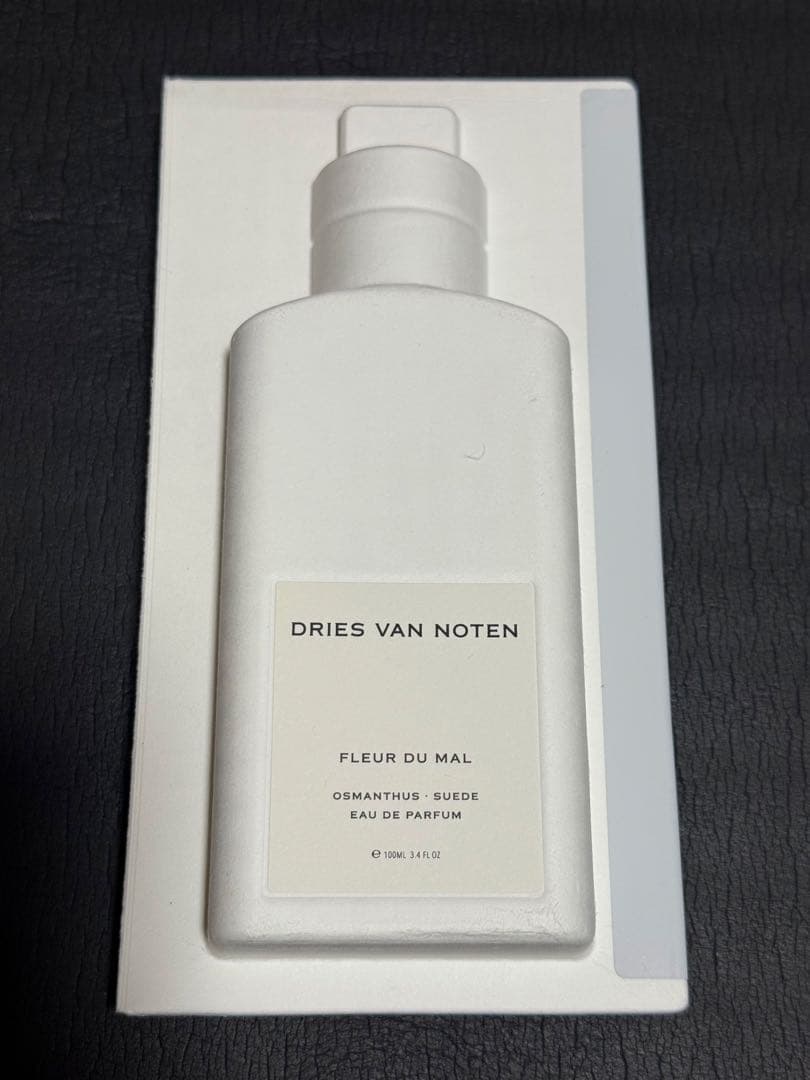 DRIES VAN NOTEN
FLEUR DU MAL
OSMANTHUS · SUEDE
EAU DE PARFUM
℮ 100ML 3.4 FL OZ